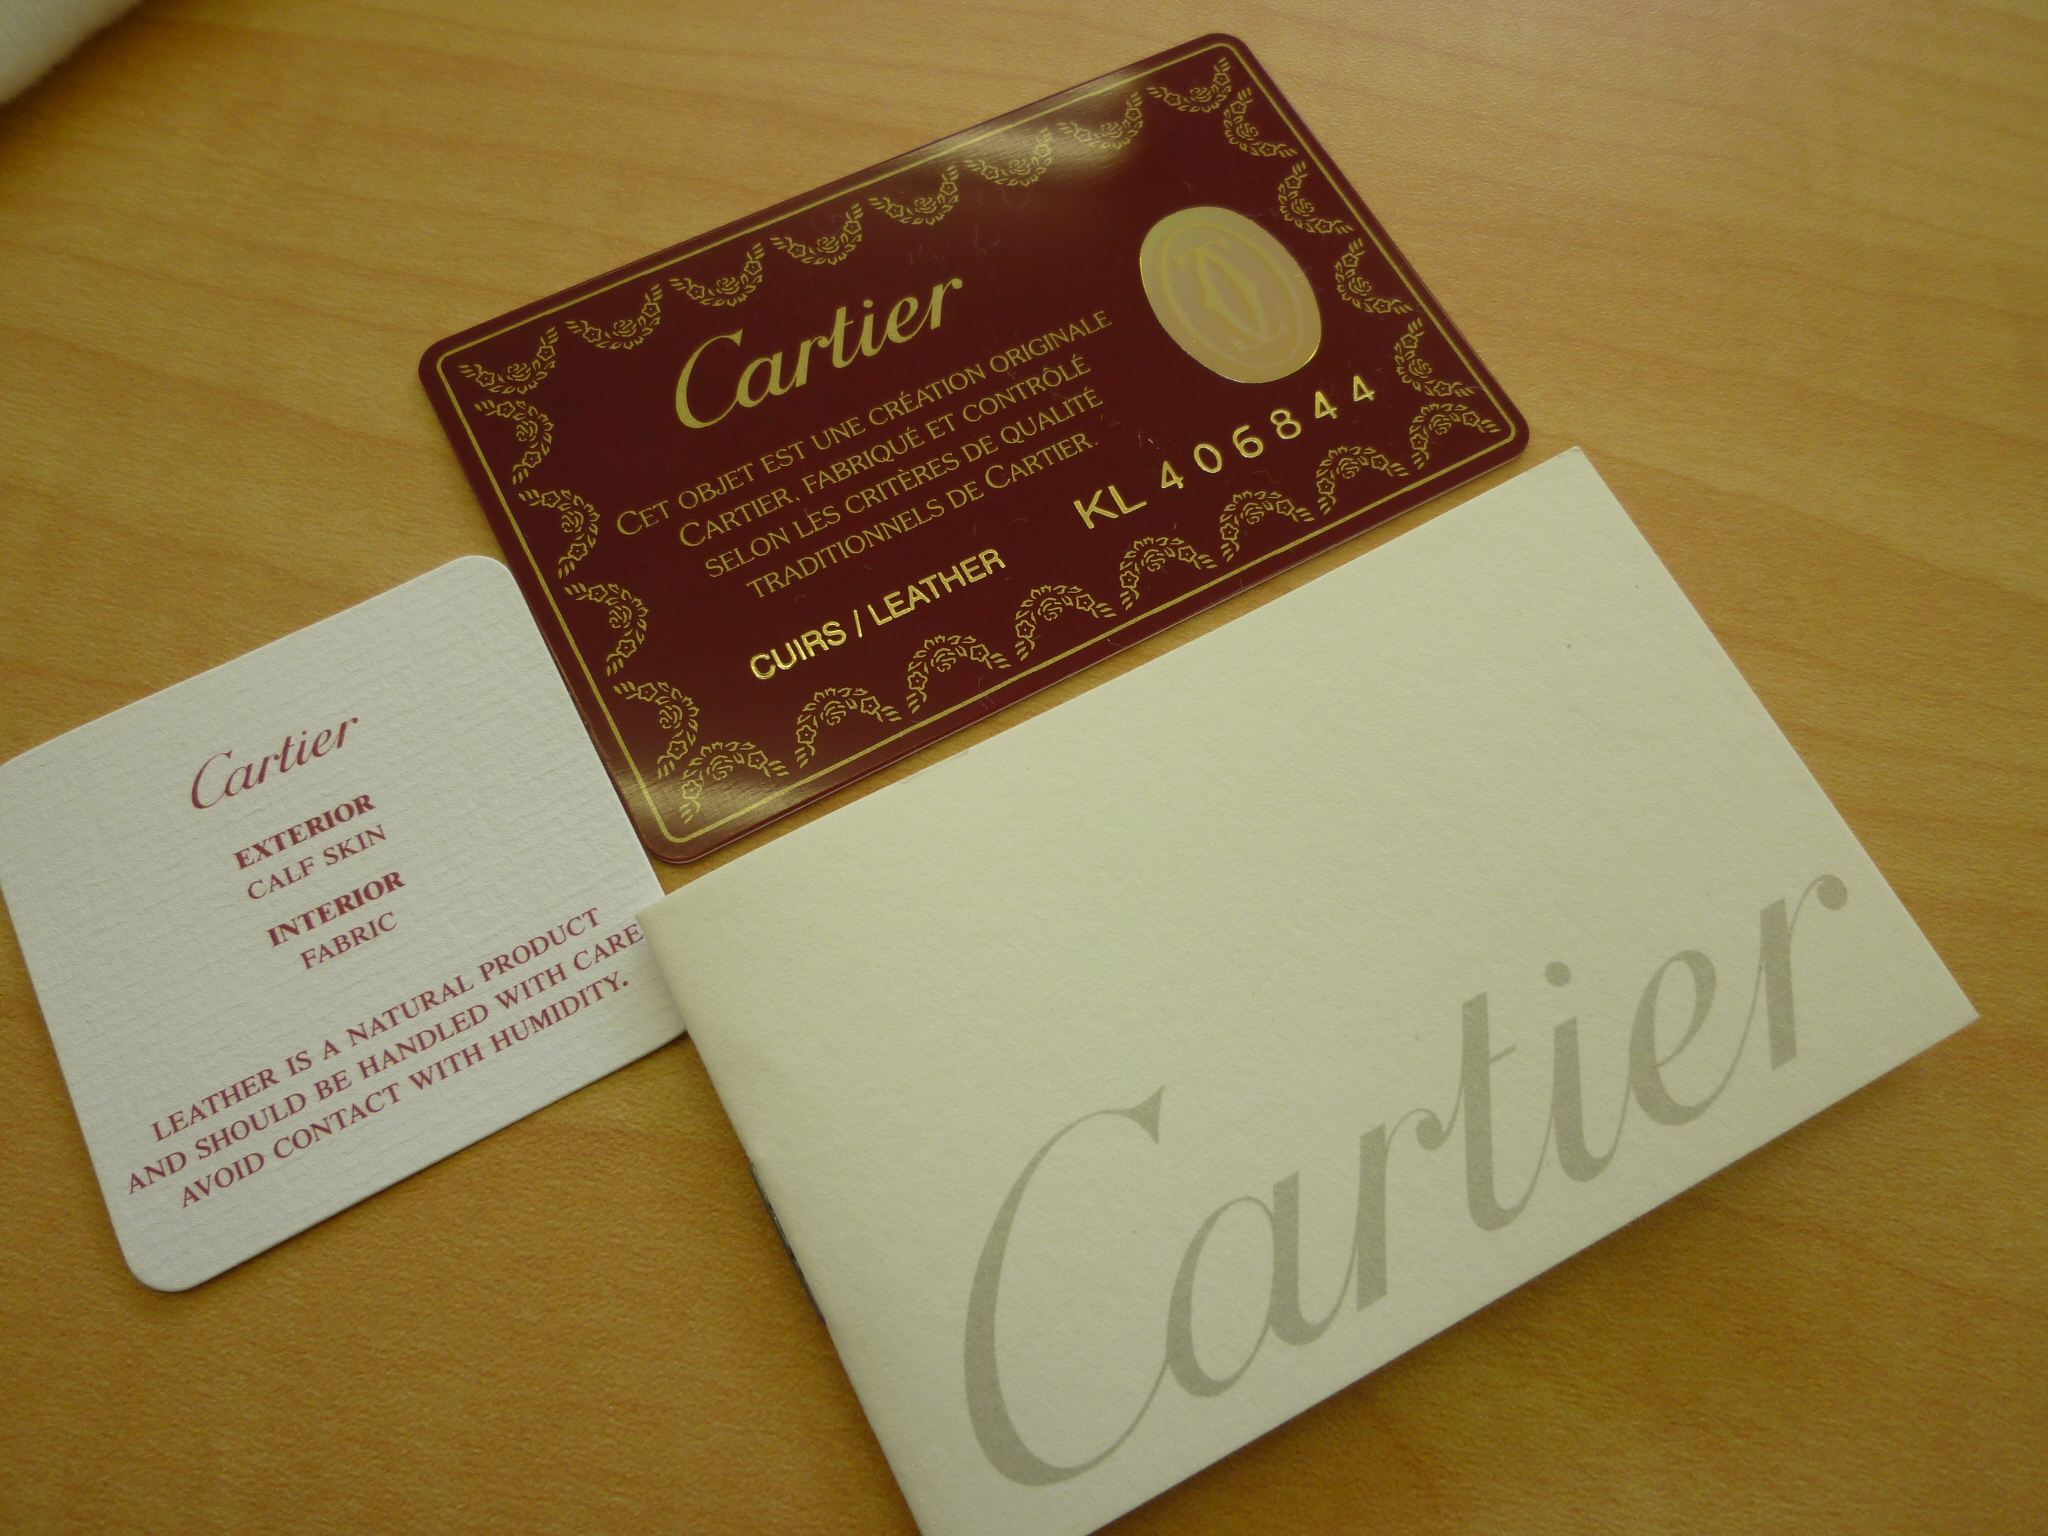 Cartier
CET OBJET EST UNE CRÉATION ORIGINALE
CARTIER, FABRIQUÉ ET CONTRÔLÉ
SELON LES CRITÈRES DE QUALITÉ
TRADITIONNELS DE CARTIER.
CUIRS / LEATHER
KL 406844
Cartier
EXTERIOR
CALF SKIN
INTERIOR
FABRIC
LEATHER IS A NATURAL PRODUCT
AND SHOULD BE HANDLED WITH CARE
AVOID CONTACT WITH HUMIDITY.
Cartier